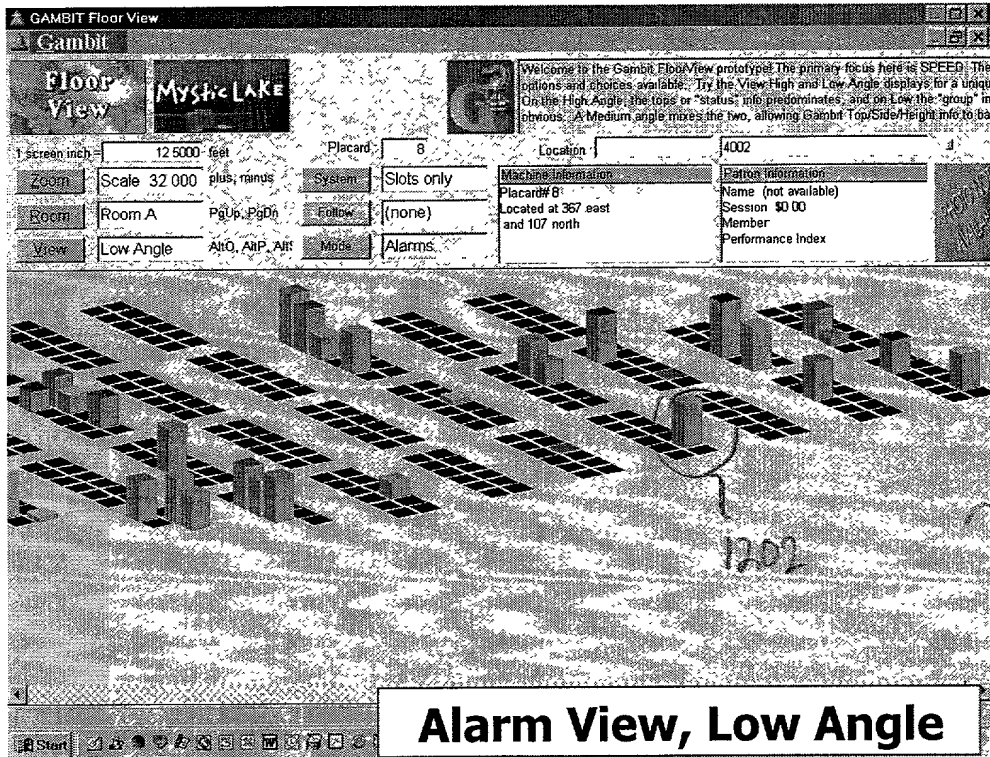 GAMBIT Floor View
Gambit
Floor
View
Mystic LAKE
Welcome to the Gambit FloorView prototype! The primary focus here is SPEED. The
options and choices available. Try the View High and Low Angle displays for a uniqu
On the High Angle, the tops or "status" info predominates, and on Low the "group" in
obvious. A Medium angle mixes the two, allowing Gambit Top/Side/Height info to ba
1 screen inch = 12.5000 feet
Placard 8
Location 4002
Zoom Scale 32.000 plus, minus
System Slots only
Machine Information
Patron Information
Room Room A PgUp, PgDn
Follow (none)
View Low Angle AltO, AltP,
Mode Alarms
Placard# 8
Located at 367 east
and 107 north
Name (not available)
Session $0.00
Member
Performance Index
1202
Start
Alarm View, Low Angle